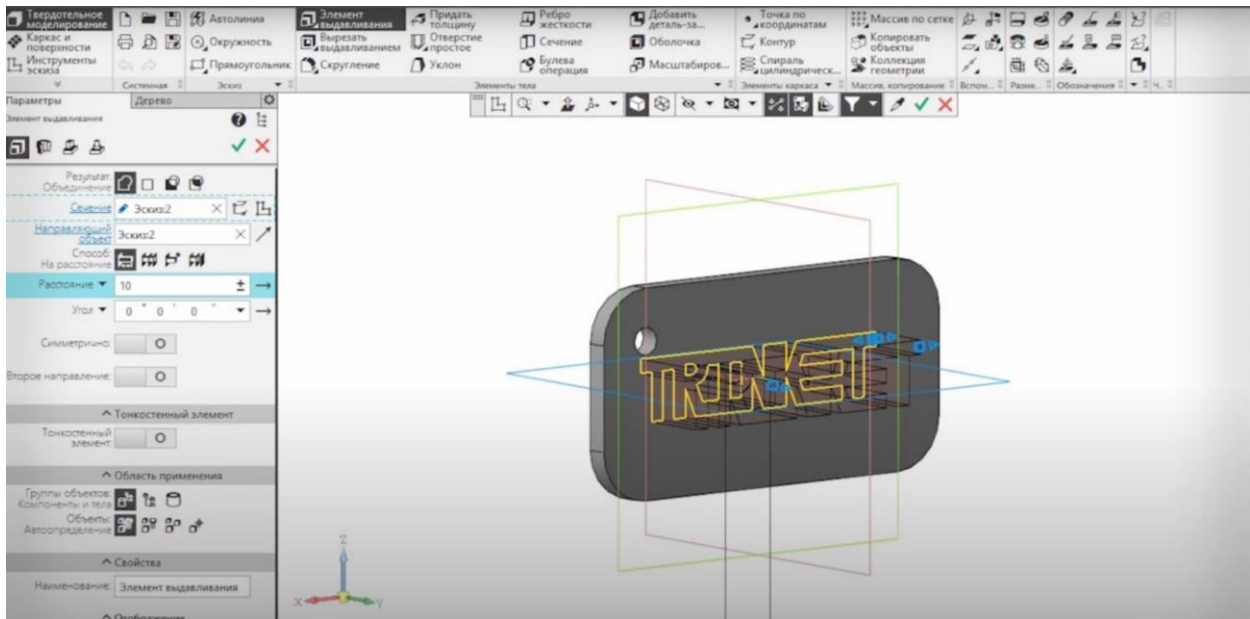 Твердотельное моделирование
Каркас и поверхности
Инструменты эскиза
Системная
Автолиния
Окружность
Прямоугольник
Эскиз
Элемент выдавливания
Вырезать выдавливанием
Скругление
Придать толщину
Отверстие простое
Уклон
Ребро жесткости
Сечение
Булева операция
Добавить деталь-за...
Оболочка
Масштабиров...
Элементы тела
Точка по координатам
Контур
Спираль цилиндрическ...
Элементы каркаса
Массив по сетке
Копировать объекты
Коллекция геометрии
Массив, копирование
Вспом...
Разме...
Обозначения
Ч...
Параметры
Дерево
Элемент выдавливания
Результат:
Объединение
Сечение
Эскиз:2
Направляющий объект
Эскиз:2
Способ:
На расстояние
Расстояние
10
Угол
0 ° 0 ' 0 "
Симметрично:
Второе направление:
Тонкостенный элемент
Тонкостенный элемент:
Область применения
Группы объектов:
Компоненты и тела
Объекты:
Автоопределение
Свойства
Наименование:
Элемент выдавливания
Отображение
TRINKET
Z
X
Y